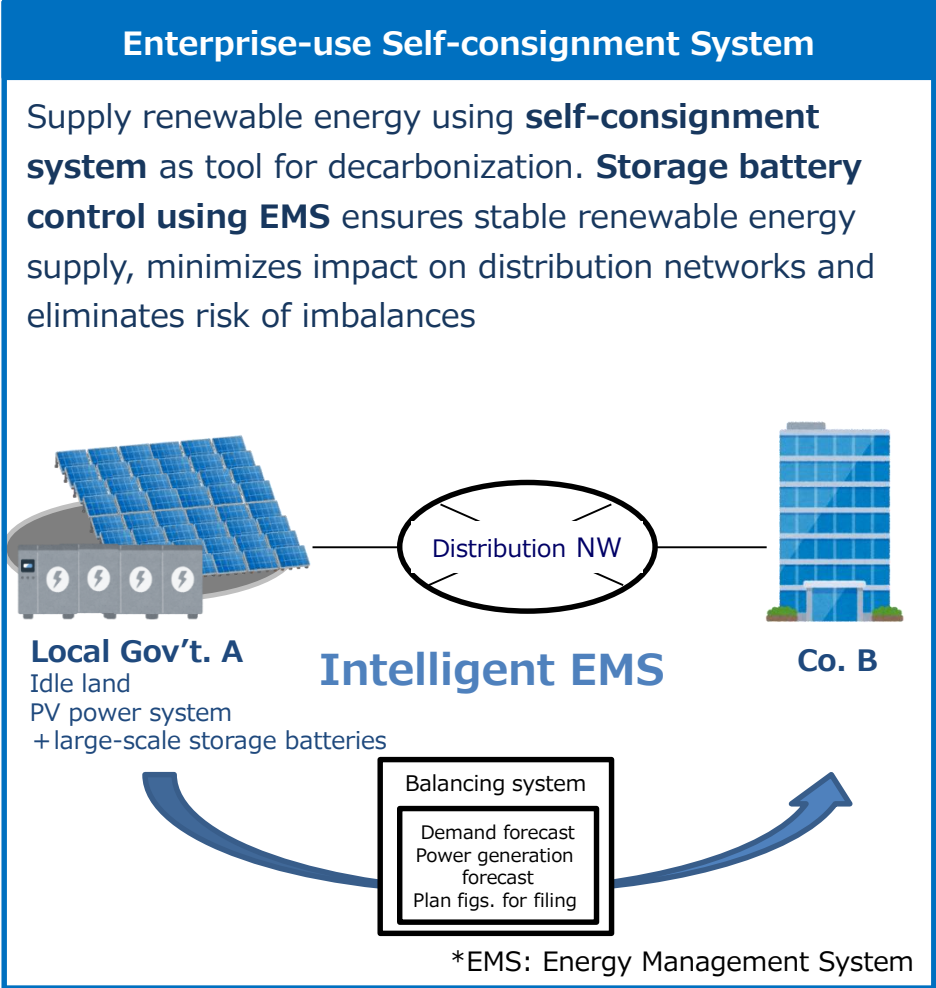 Enterprise-use Self-consignment System
Supply renewable energy using self-consignment
system as tool for decarbonization. Storage battery
control using EMS ensures stable renewable energy
supply, minimizes impact on distribution networks and
eliminates risk of imbalances
Distribution NW
Local Gov't. A
Idle land
PV power system
+large-scale storage batteries
Intelligent EMS
Co. B
Balancing system
Demand forecast
Power generation
forecast
Plan figs. for filing
*EMS: Energy Management System